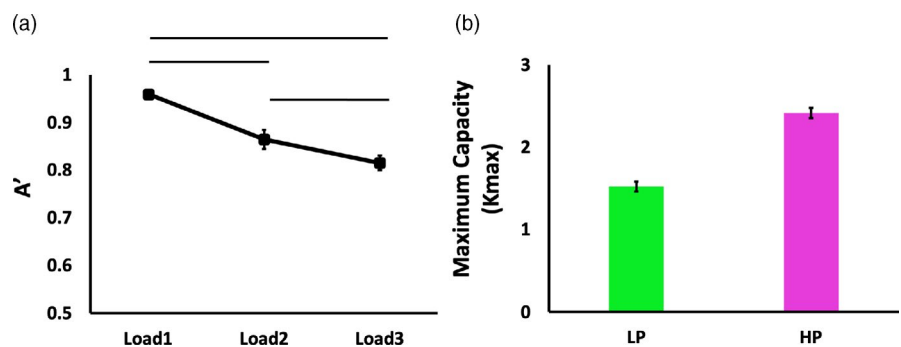 (a)
A'
1
0.9
0.8
0.7
0.6
0.5
Load1 Load2 Load3
(b)
Maximum Capacity
(Kmax)
3
2
1
0
LP HP